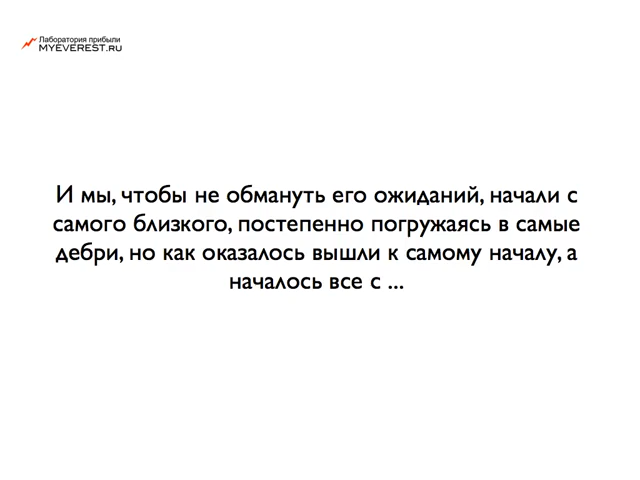 Лаборатория прибыли
MYEVEREST.RU
И мы, чтобы не обмануть его ожиданий, начали с
самого близкого, постепенно погружаясь в самые
дебри, но как оказалось вышли к самому началу, а
началось все с ...